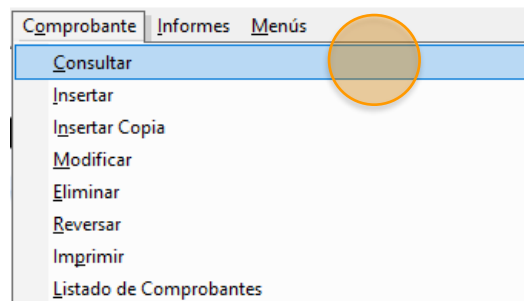 Comprobante Informes Menús
Consultar
Insertar
Insertar Copia
Modificar
Eliminar
Reversar
Imprimir
Listado de Comprobantes